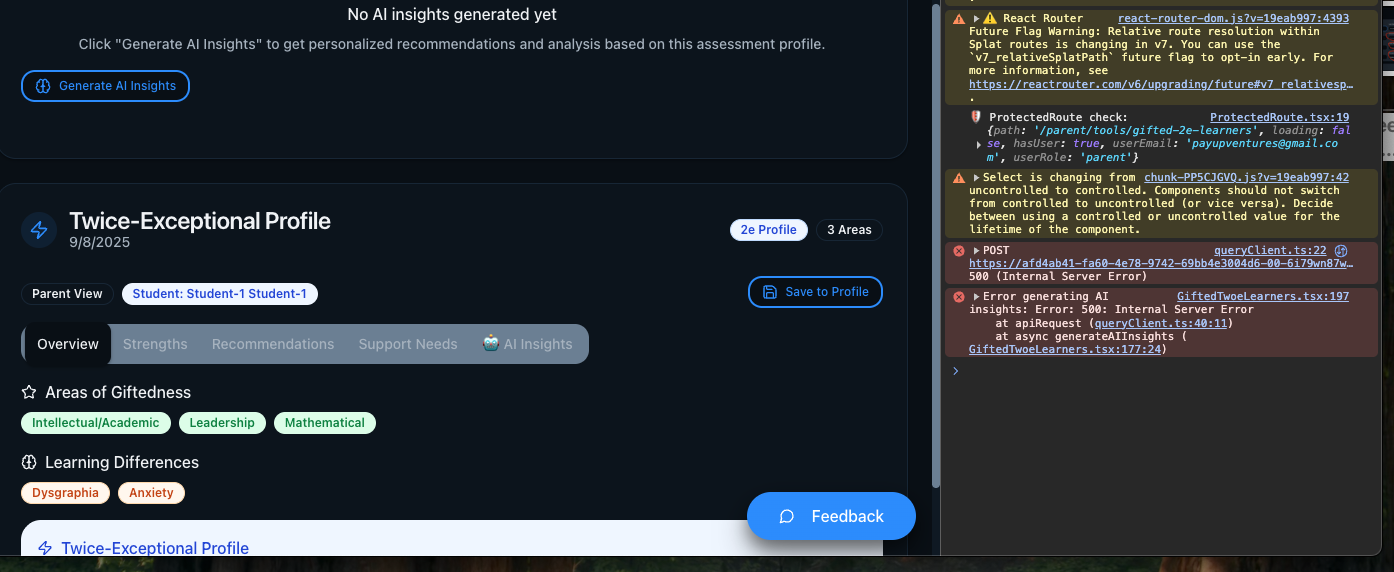 No AI insights generated yet
Click "Generate AI Insights" to get personalized recommendations and analysis based on this assessment profile.
Generate AI Insights
Twice-Exceptional Profile
9/8/2025
2e Profile
3 Areas
Parent View
Student: Student-1 Student-1
Save to Profile
Overview
Strengths
Recommendations
Support Needs
AI Insights
Areas of Giftedness
Intellectual/Academic
Leadership
Mathematical
Learning Differences
Dysgraphia
Anxiety
Twice-Exceptional Profile
Feedback
React Router react-router-dom.js?v=19eab997:4393
Future Flag Warning: Relative route resolution within
Splat routes is changing in v7. You can use the
`v7_relativeSplatPath` future flag to opt-in early. For
more information, see
https://reactrouter.com/v6/upgrading/future#v7_relativesp…
.
ProtectedRoute check: ProtectedRoute.tsx:19
{path: '/parent/tools/gifted-2e-learners', loading: fal
se, hasUser: true, userEmail: 'payupventures@gmail.co
m', userRole: 'parent'}
Select is changing from chunk-PP5CJGVQ.js?v=19eab997:42
uncontrolled to controlled. Components should not switch
from controlled to uncontrolled (or vice versa). Decide
between using a controlled or uncontrolled value for the
lifetime of the component.
POST queryClient.ts:22
https://afd4ab41-fa60-4e78-9742-69bb4e3004d6-00-6i79wn87w…
500 (Internal Server Error)
Error generating AI GiftedTwoeLearners.tsx:197
insights: Error: 500: Internal Server Error
at apiRequest (queryClient.ts:40:11)
at async generateAIInsights (
GiftedTwoeLearners.tsx:177:24)